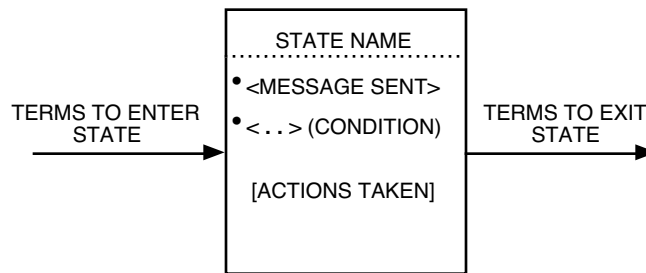 STATE NAME
• <MESSAGE SENT>
• <..> (CONDITION)
[ACTIONS TAKEN]
TERMS TO ENTER
STATE
TERMS TO EXIT
STATE